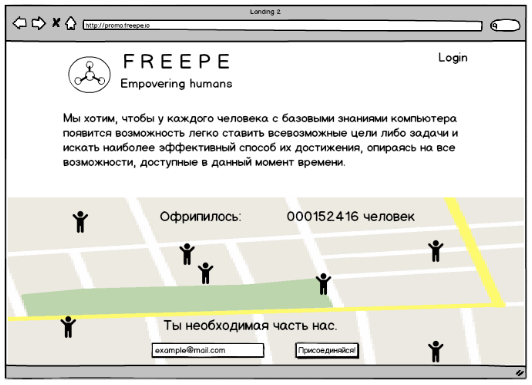 Landing 2
http://promo.freepe.io
FREEPE
Login
Empovering humans
Мы хотим, чтобы у каждого человека с базовыми знаниями компьютера
появится возможность легко ставить всевозможные цели либо задачи и
искать наиболее эффективный способ их достижения, опираясь на все
возможности, доступные в данный момент времени.
Офрипилось: 000152416 человек
Ты необходимая часть нас.
example@mail.com Присоединяйся!